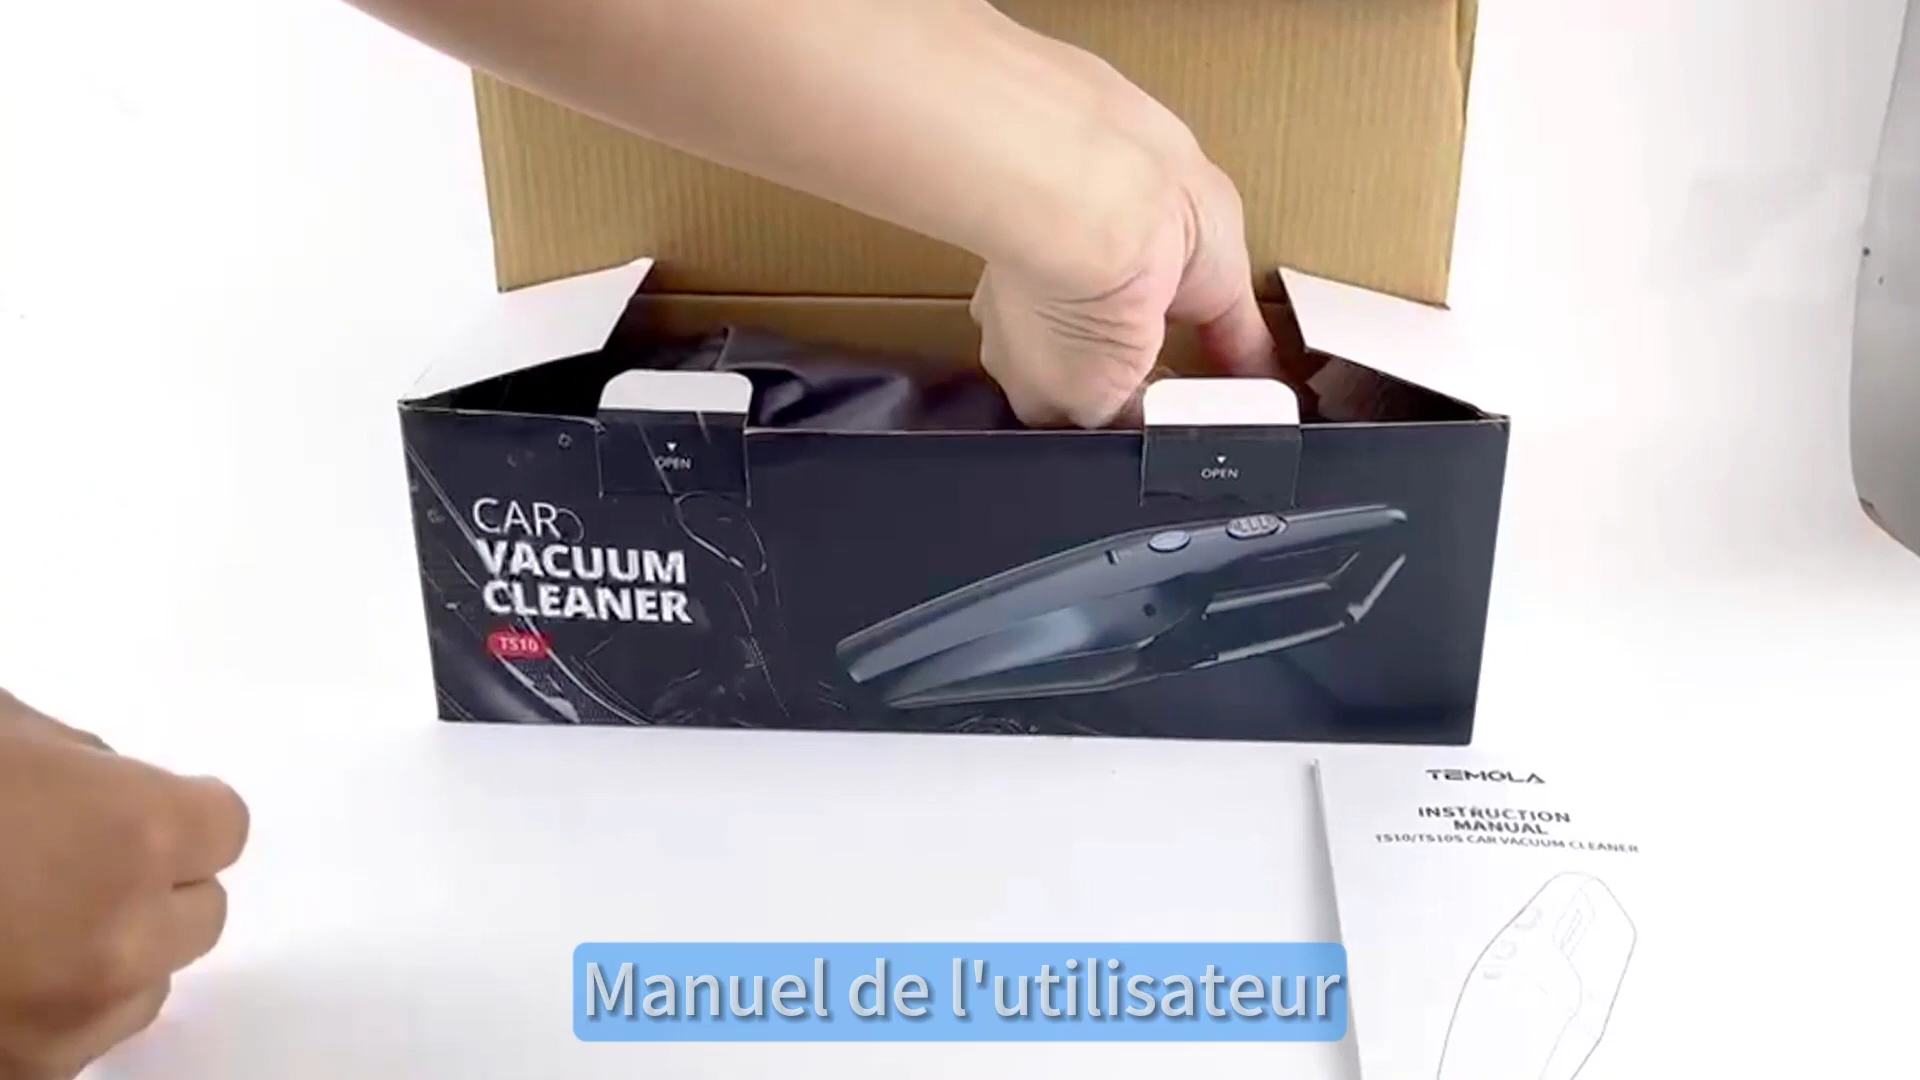 OPEN
OPEN
CAR
VACUUM
CLEANER
TS10
TEMOLA
INSTRUCTION
MANUAL
TS10/TS10S CAR VACUUM CLEANER
Manuel de l'utilisateur